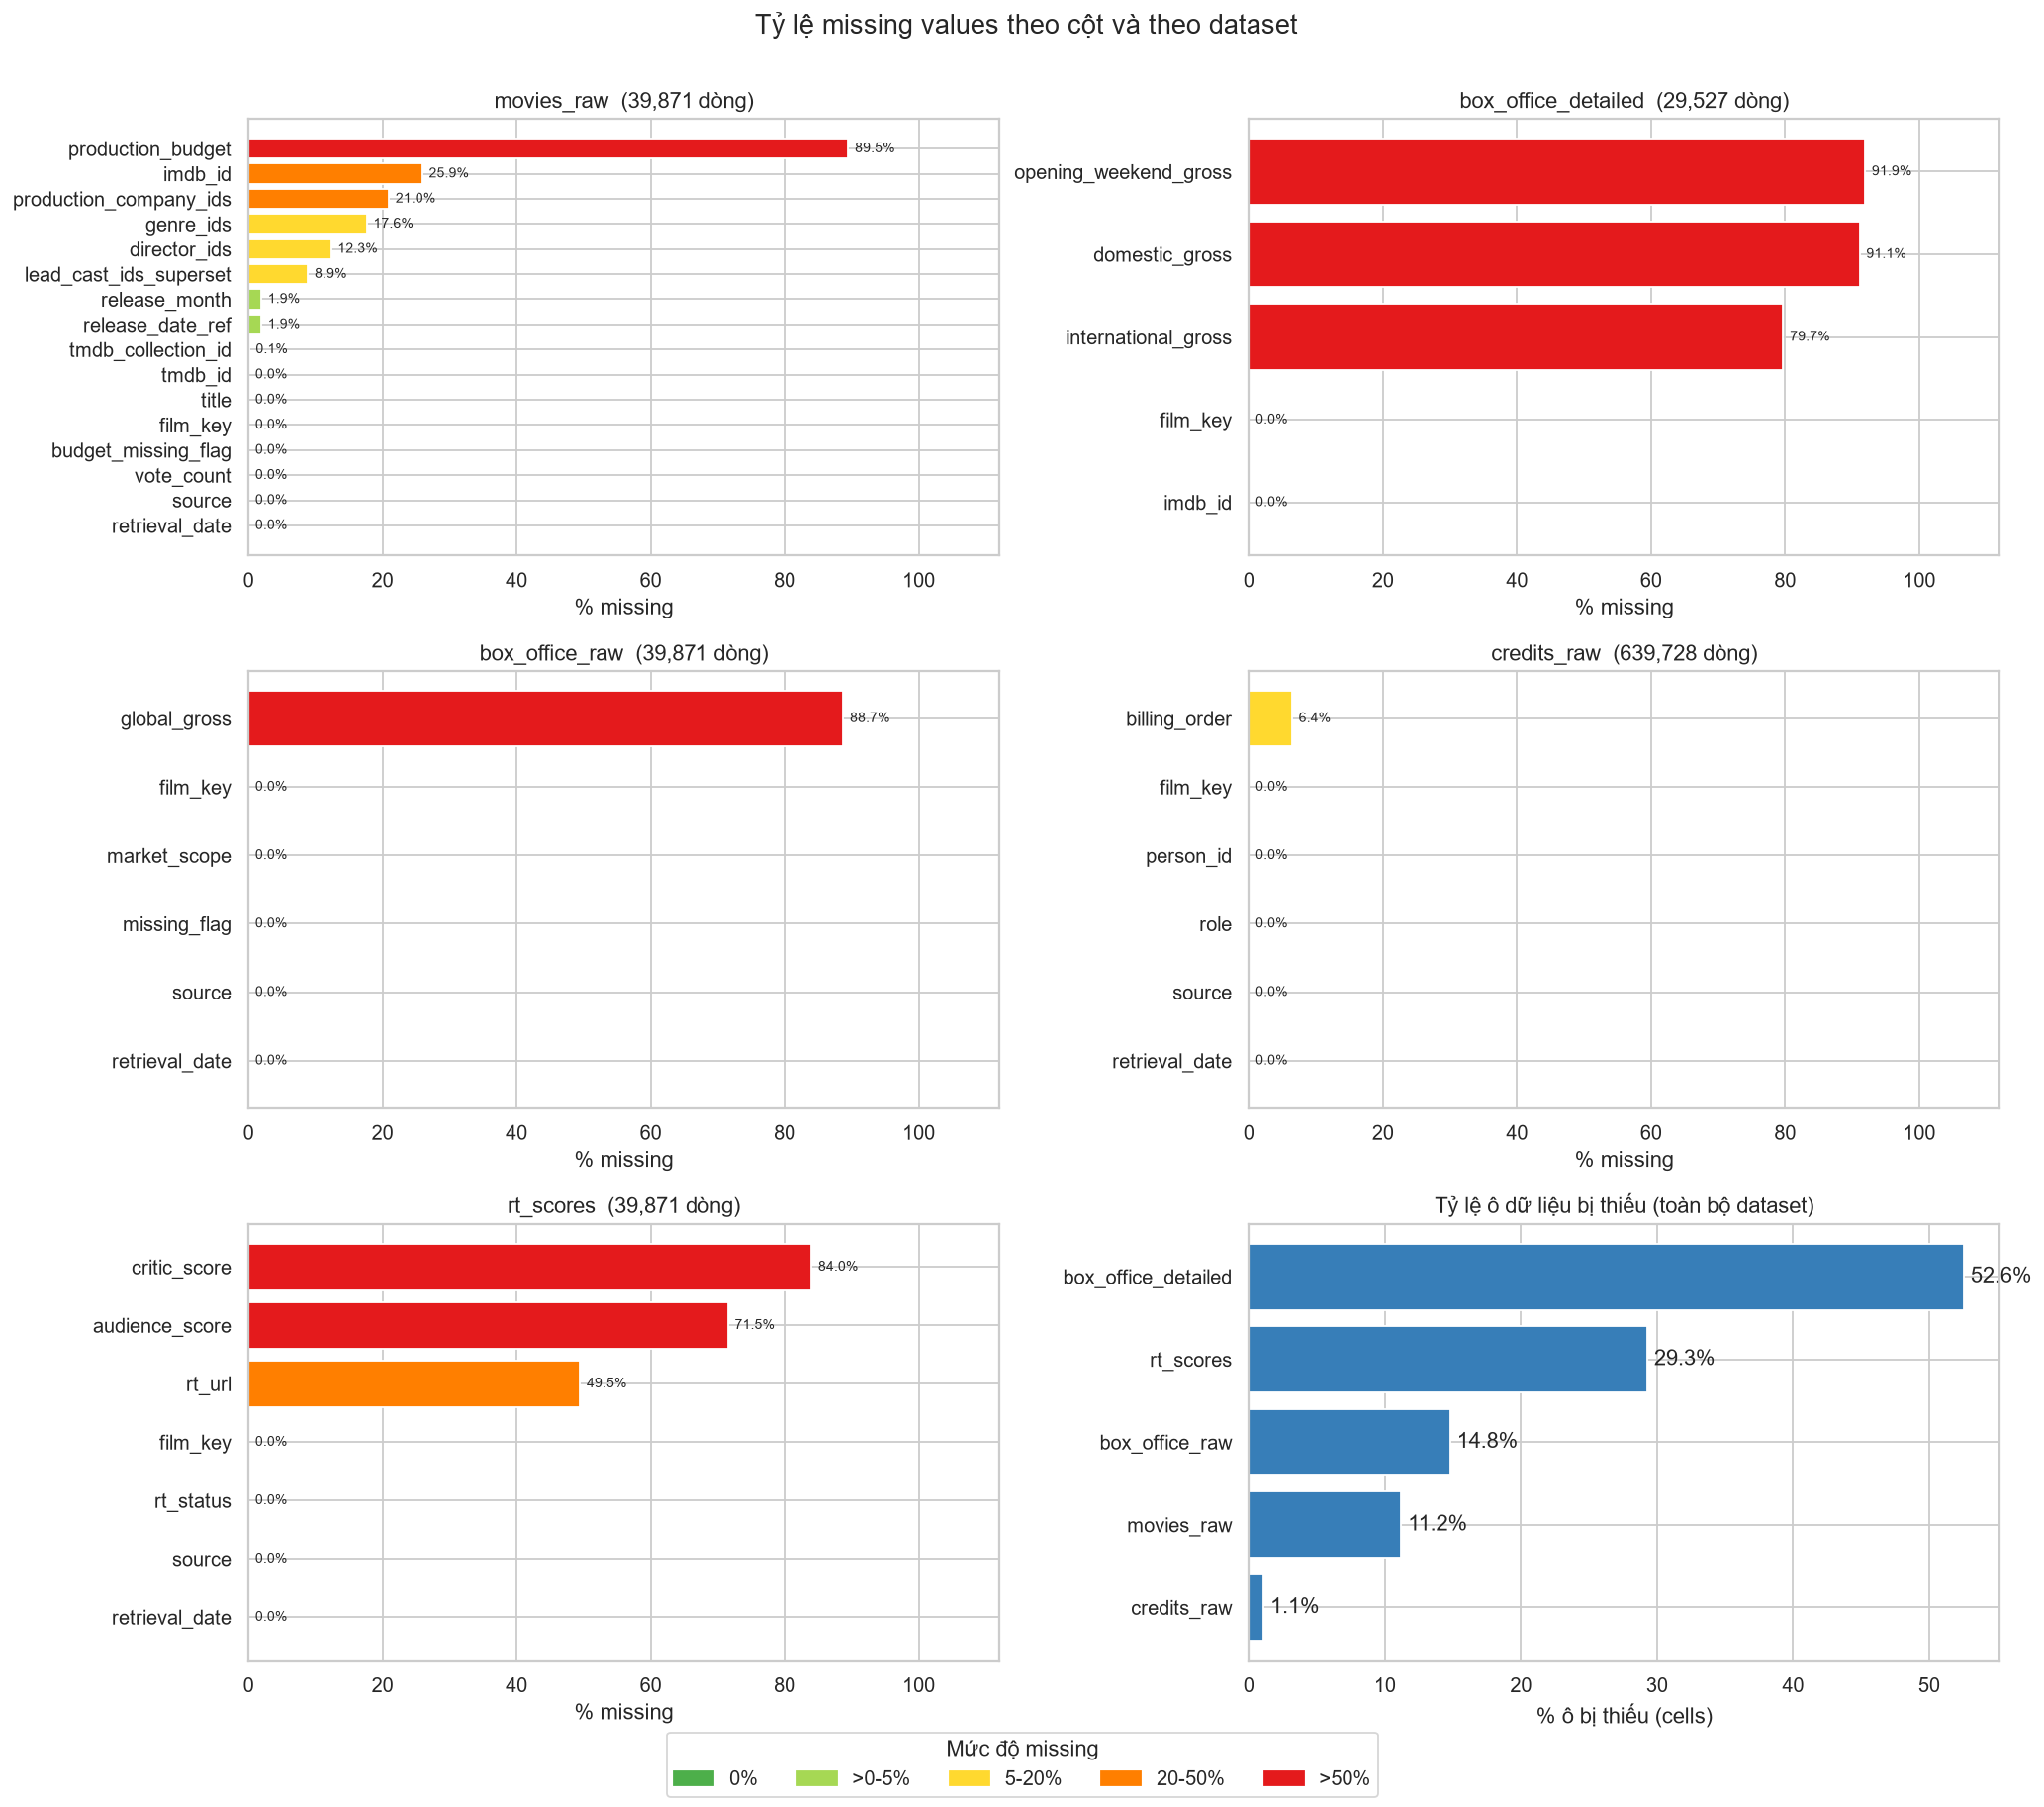 Tỷ lệ missing values theo cột và theo dataset
movies_raw (39,871 dòng)
production_budget 89.5%
imdb_id 25.9%
production_company_ids 21.0%
genre_ids 17.6%
director_ids 12.3%
lead_cast_ids_superset 8.9%
release_month 1.9%
release_date_ref 1.9%
tmdb_collection_id 0.1%
tmdb_id 0.0%
title 0.0%
film_key 0.0%
budget_missing_flag 0.0%
vote_count 0.0%
source 0.0%
retrieval_date 0.0%
0 20 40 60 80 100
% missing
box_office_detailed (29,527 dòng)
opening_weekend_gross 91.9%
domestic_gross 91.1%
international_gross 79.7%
film_key 0.0%
imdb_id 0.0%
0 20 40 60 80 100
% missing
box_office_raw (39,871 dòng)
global_gross 88.7%
film_key 0.0%
market_scope 0.0%
missing_flag 0.0%
source 0.0%
retrieval_date 0.0%
0 20 40 60 80 100
% missing
credits_raw (639,728 dòng)
billing_order 6.4%
film_key 0.0%
person_id 0.0%
role 0.0%
source 0.0%
retrieval_date 0.0%
0 20 40 60 80 100
% missing
rt_scores (39,871 dòng)
critic_score 84.0%
audience_score 71.5%
rt_url 49.5%
film_key 0.0%
rt_status 0.0%
source 0.0%
retrieval_date 0.0%
0 20 40 60 80 100
% missing
Tỷ lệ ô dữ liệu bị thiếu (toàn bộ dataset)
box_office_detailed 52.6%
rt_scores 29.3%
box_office_raw 14.8%
movies_raw 11.2%
credits_raw 1.1%
0 10 20 30 40 50
% ô bị thiếu (cells)
Mức độ missing
0% >0-5% 5-20% 20-50% >50%